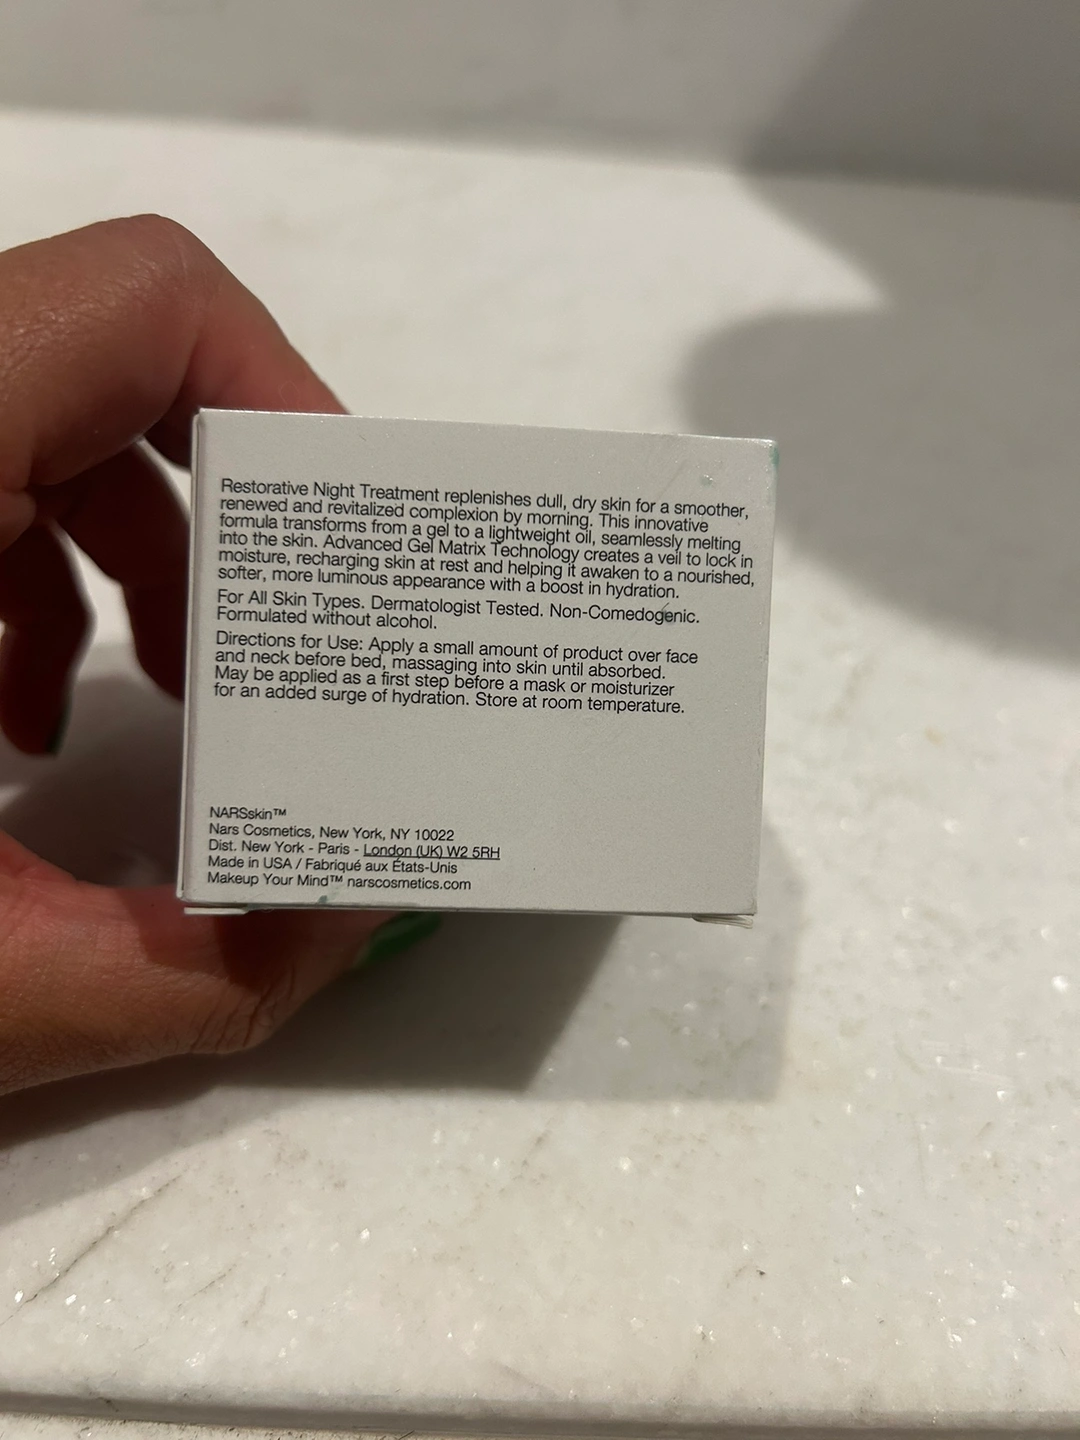 Restorative Night Treatment replenishes dull, dry skin for a smoother,
renewed and revitalized complexion by morning. This innovative
formula transforms from a gel to a lightweight oil, seamlessly melting
into the skin. Advanced Gel Matrix Technology creates a veil to lock in
moisture, recharging skin at rest and helping it awaken to a nourished,
softer, more luminous appearance with a boost in hydration.
For All Skin Types. Dermatologist Tested. Non-Comedogenic.
Formulated without alcohol.
Directions for Use: Apply a small amount of product over face
and neck before bed, massaging into skin until absorbed.
May be applied as a first step before a mask or moisturizer
for an added surge of hydration. Store at room temperature.
NARSskin™
Nars Cosmetics, New York, NY 10022
Dist. New York - Paris - London (UK) W2 5RH
Made in USA / Fabriqué aux États-Unis
Makeup Your Mind™ narscosmetics.com